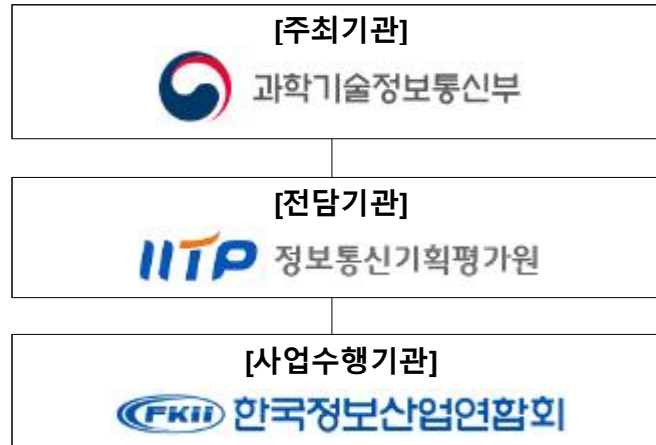 [주최기관]
과학기술정보통신부
[전담기관]
IITP 정보통신기획평가원
[사업수행기관]
FKii 한국정보산업연합회